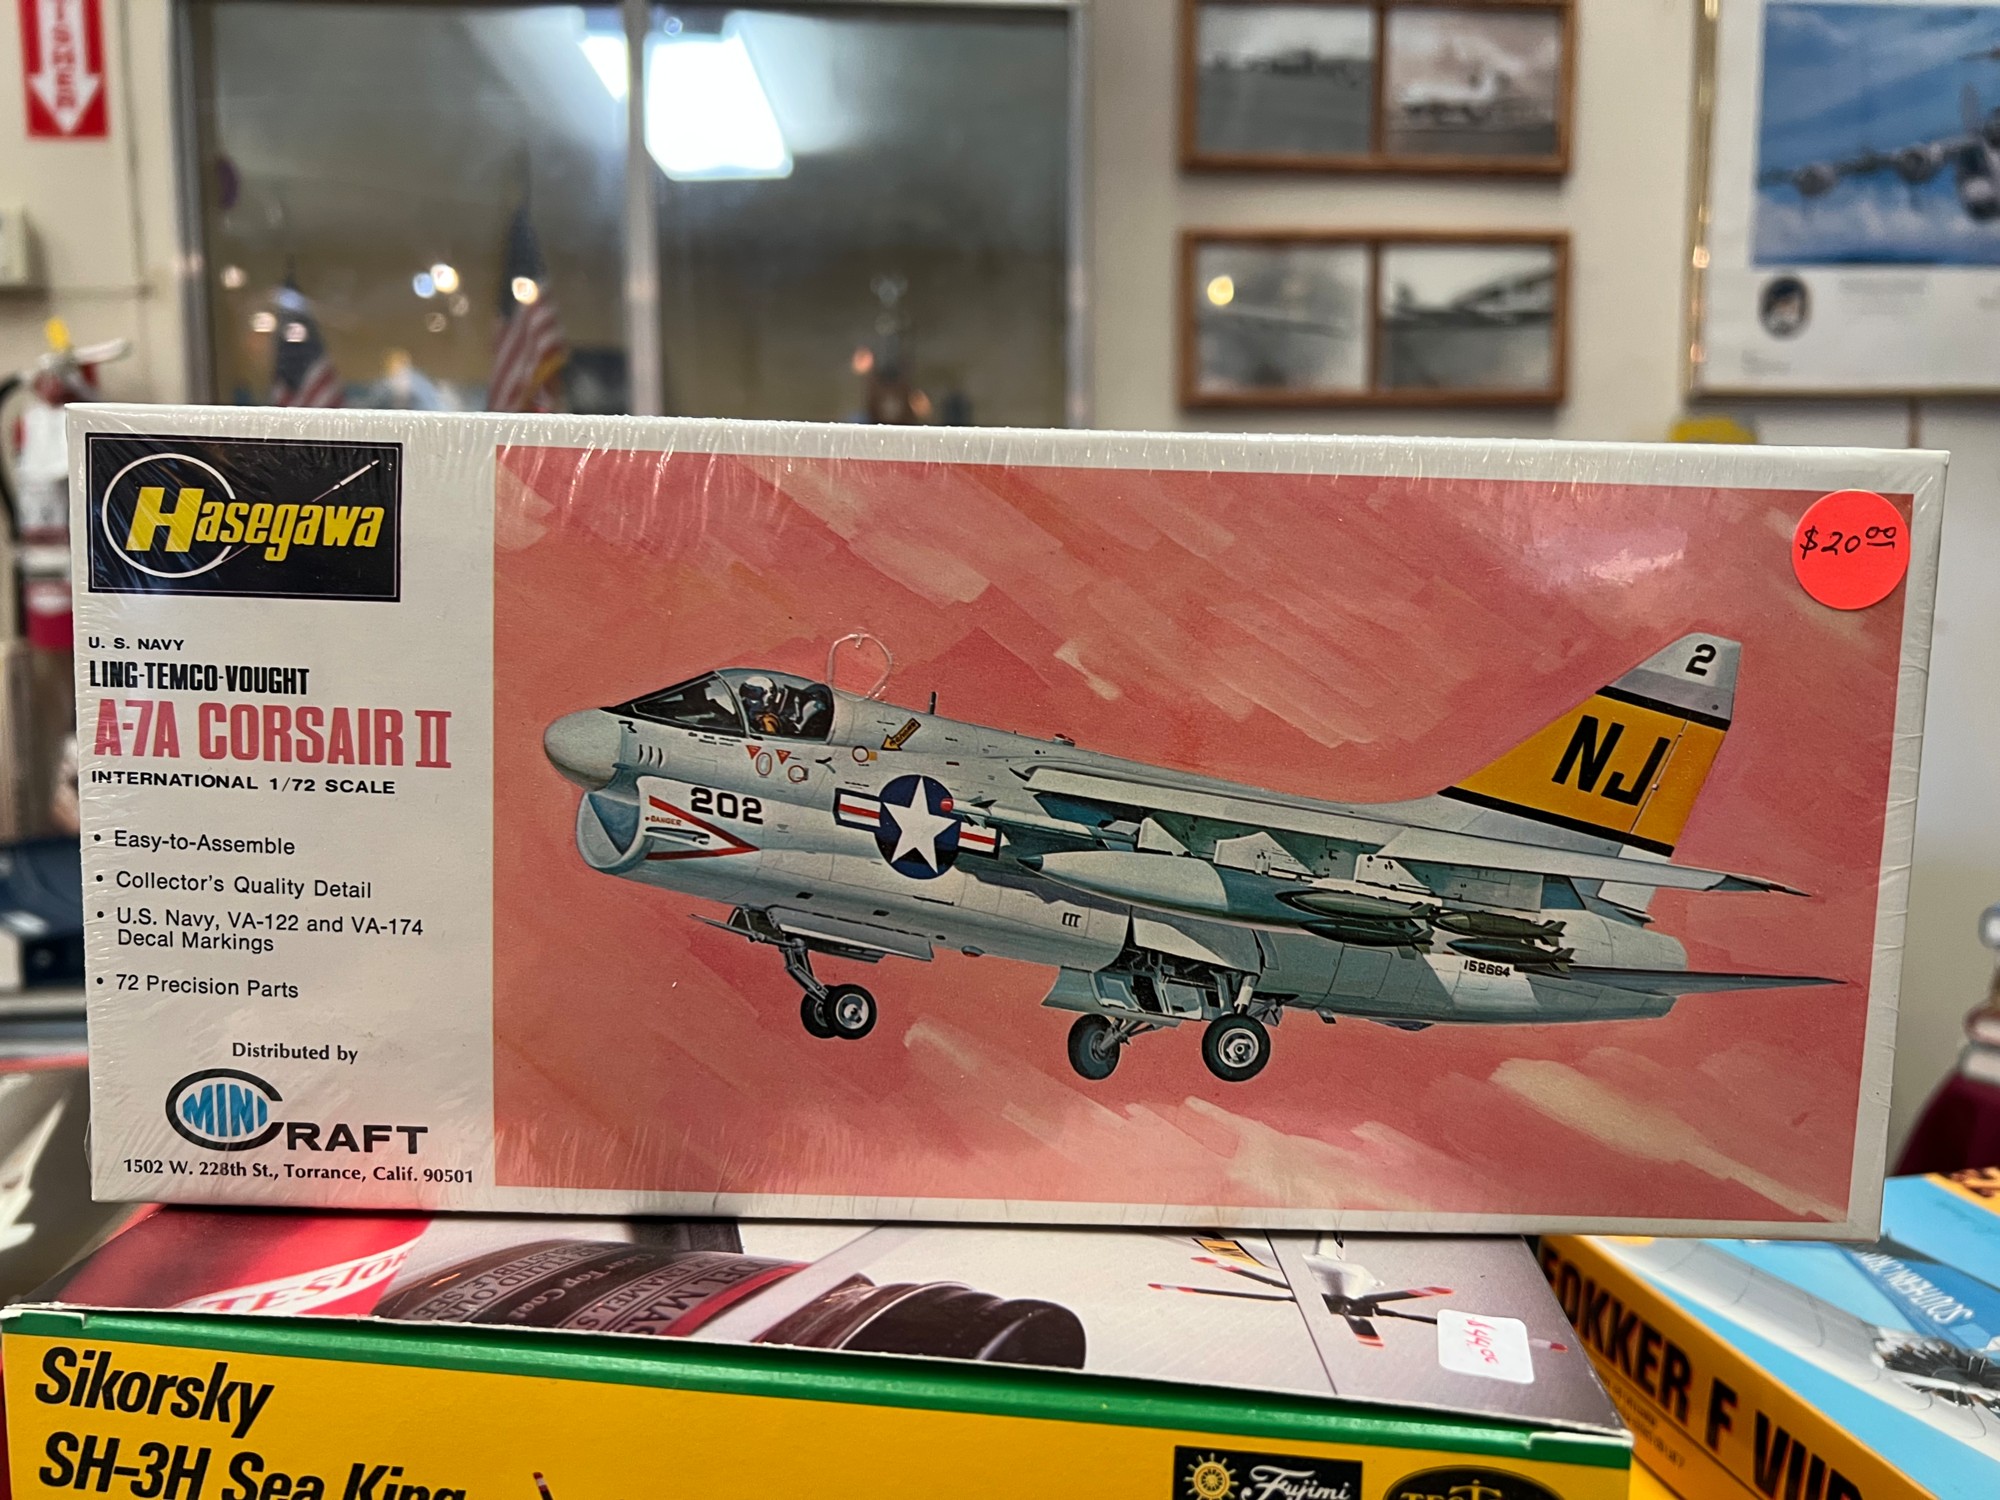 Hasegawa
U. S. NAVY
LING-TEMCO-VOUGHT
A-7A CORSAIR II
INTERNATIONAL 1/72 SCALE
• Easy-to-Assemble
• Collector's Quality Detail
• U.S. Navy, VA-122 and VA-174
Decal Markings
• 72 Precision Parts
Distributed by
MINICRAFT
1502 W. 228th St., Torrance, Calif. 90501
$20.00
2
NJ
202
DANGER
152664
Sikorsky
SH-3H Sea King
Fujimi
FOKKER F VII